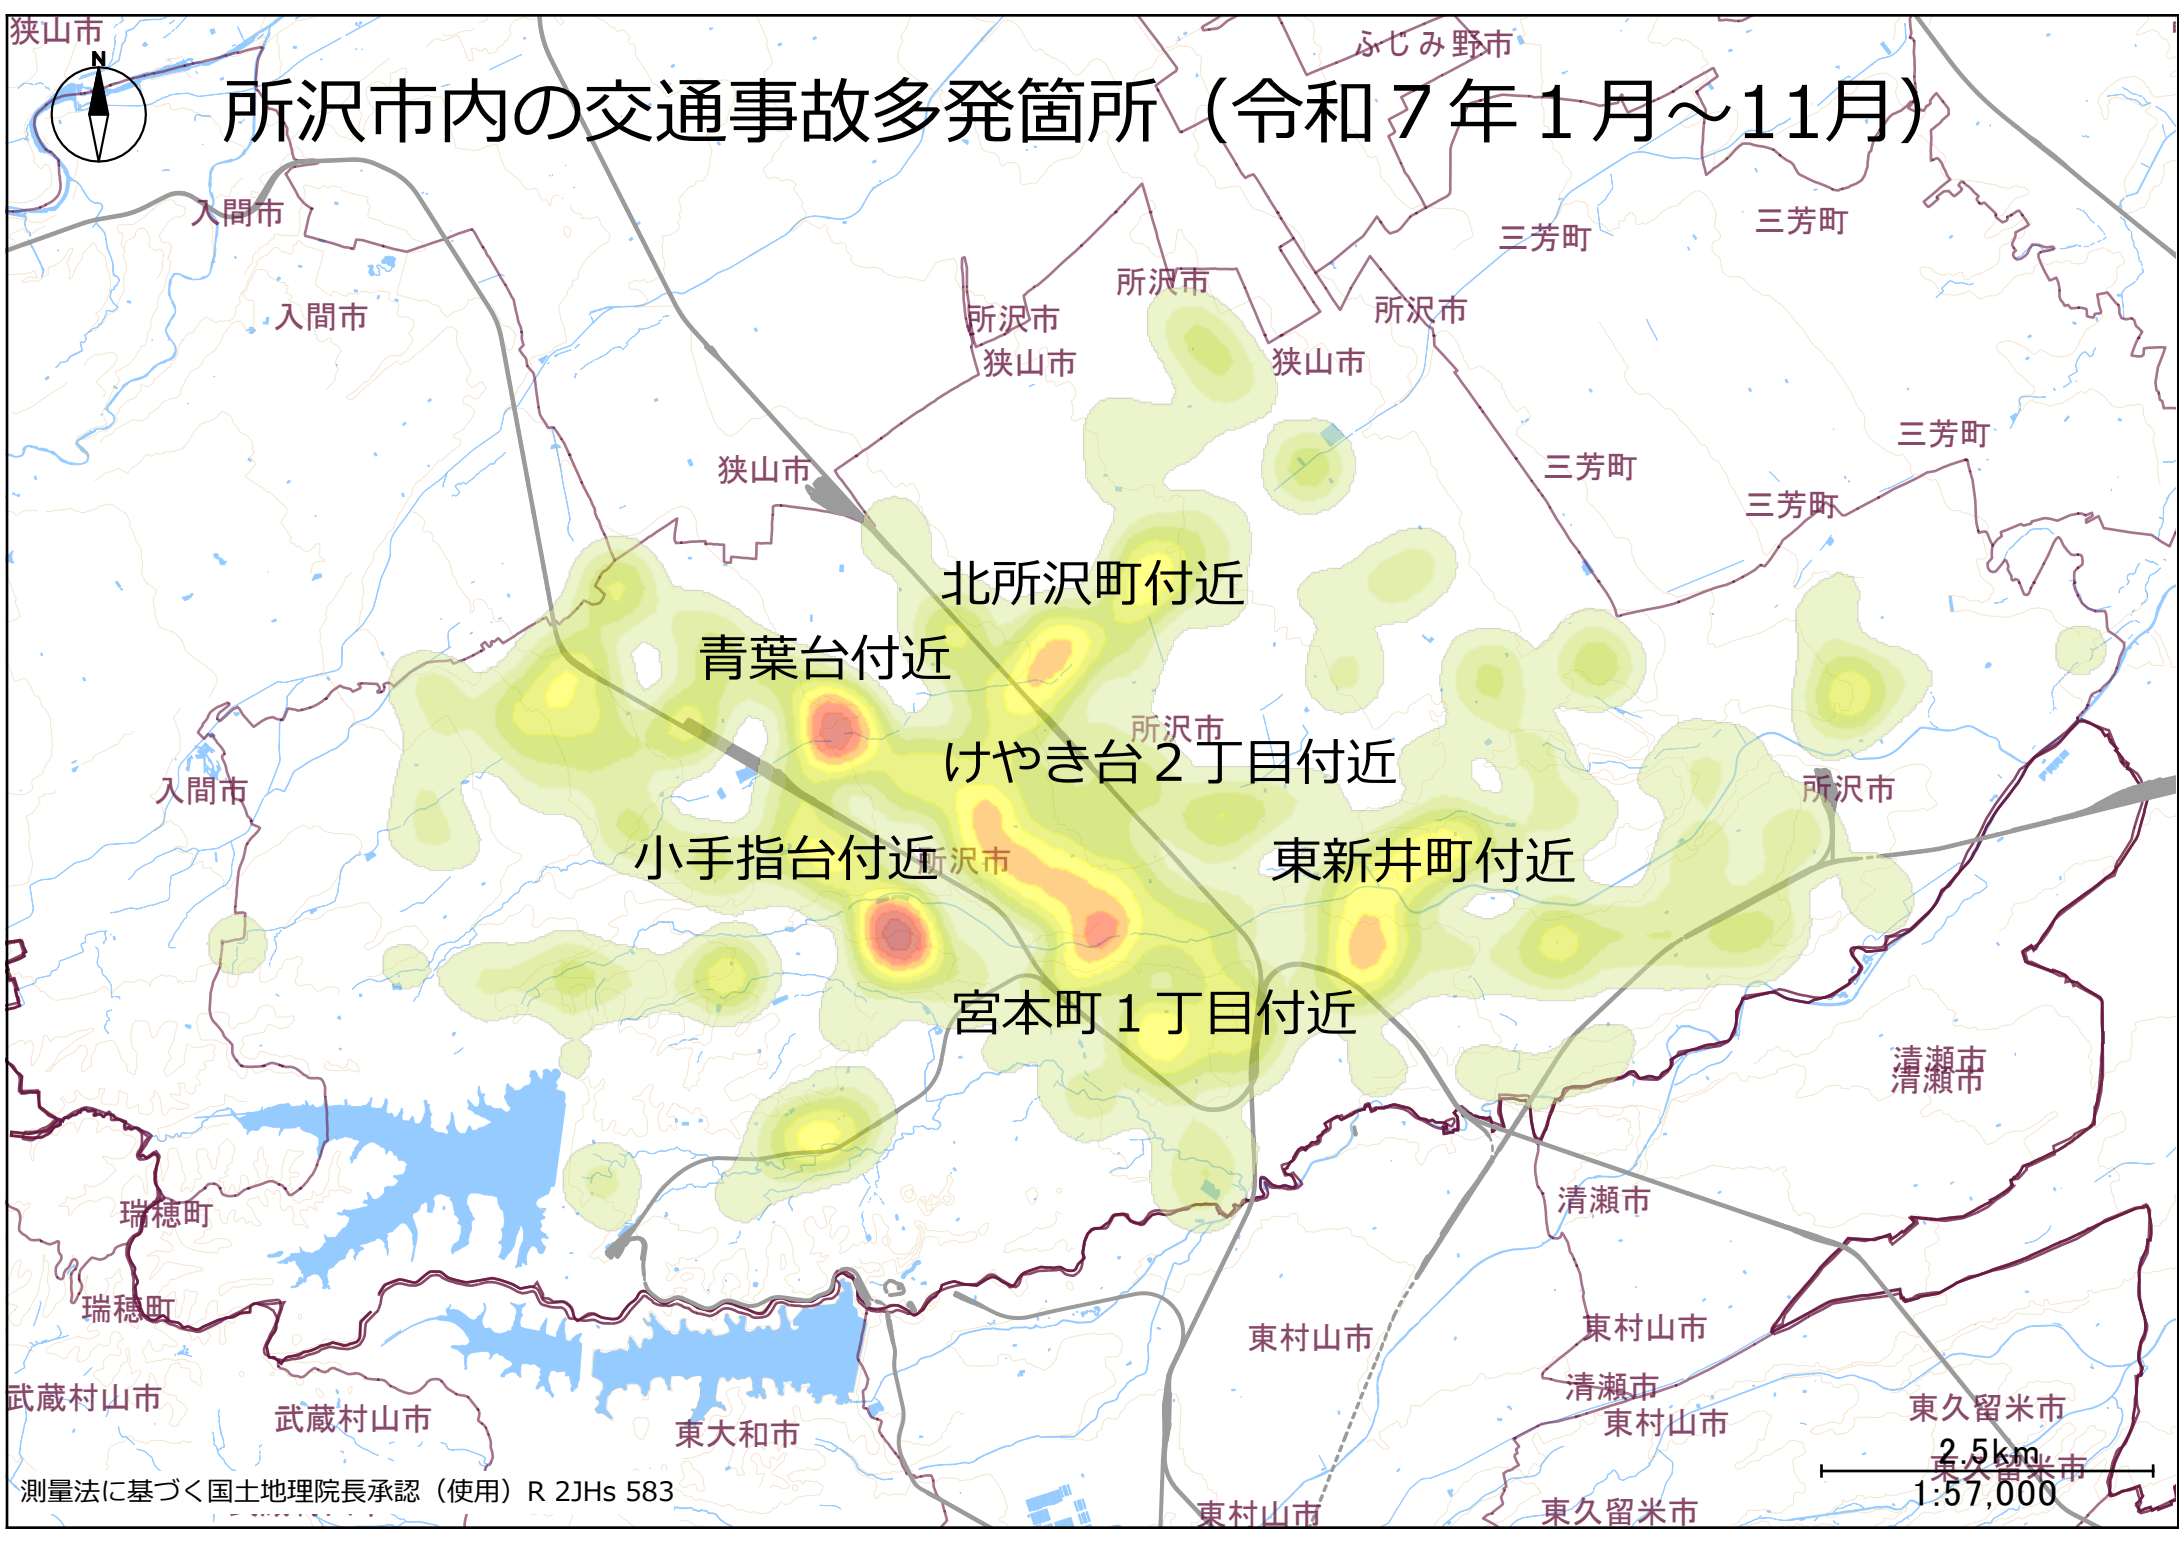 狭山市
ふじみ野市
N
所沢市内の交通事故多発箇所（令和７年１月～11月）
入間市
三芳町
三芳町
所沢市
所沢市
入間市
所沢市
狭山市
狭山市
三芳町
狭山市
三芳町
三芳町
北所沢町付近
青葉台付近
所沢市
けやき台２丁目付近
入間市
所沢市
小手指台付近
所沢市
東新井町付近
宮本町１丁目付近
清瀬市
清瀬市
瑞穂町
清瀬市
瑞穂町
東村山市
東村山市
清瀬市
武蔵村山市
武蔵村山市
東大和市
東村山市
東久留米市
2.5km
東久留米市
1:57,000
測量法に基づく国土地理院長承認（使用）R 2JHs 583
東村山市
東久留米市